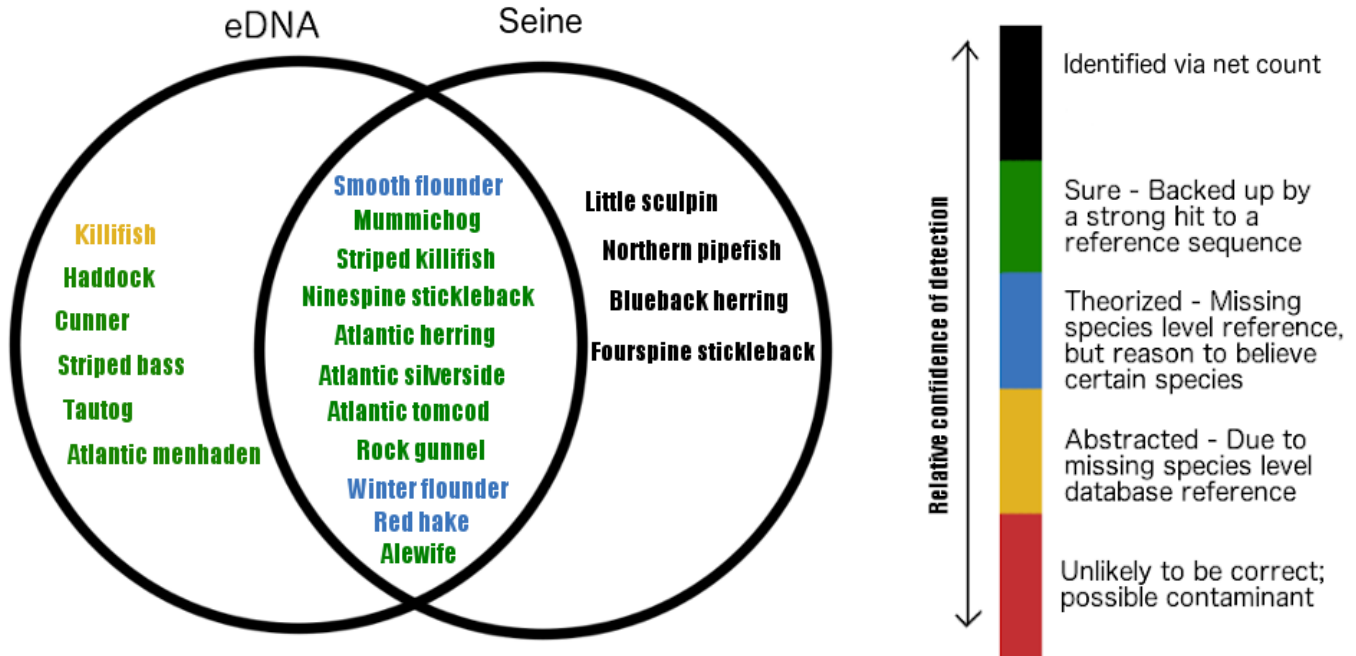 eDNA
Seine
Killifish
Haddock
Cunner
Striped bass
Tautog
Atlantic menhaden
Smooth flounder
Mummichog
Striped killifish
Ninespine stickleback
Atlantic herring
Atlantic silverside
Atlantic tomcod
Rock gunnel
Winter flounder
Red hake
Alewife
Little sculpin
Northern pipefish
Blueback herring
Fourspine stickleback
Relative confidence of detection
Identified via net count
Sure - Backed up by
a strong hit to a
reference sequence
Theorized - Missing
species level reference,
but reason to believe
certain species
Abstracted - Due to
missing species level
database reference
Unlikely to be correct;
possible contaminant